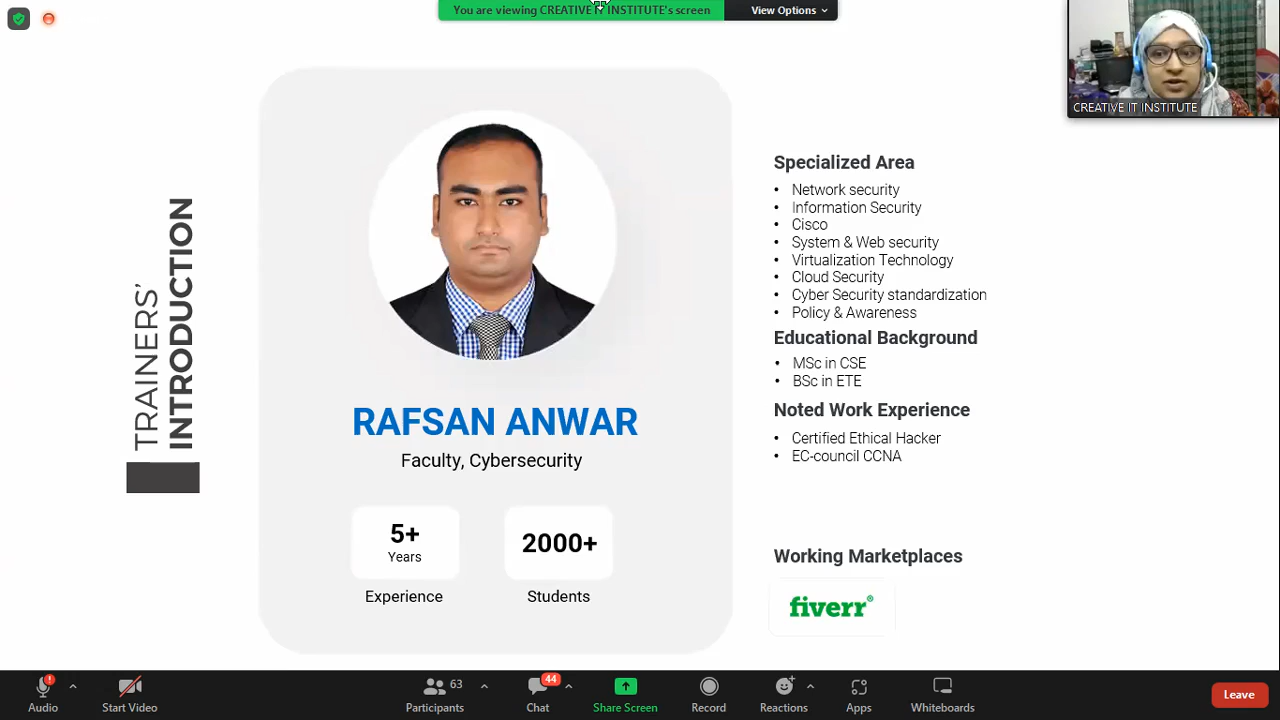 You are viewing CREATIVE IT INSTITUTE's screen
View Options
CREATIVE IT INSTITUTE
TRAINERS'
INTRODUCTION
RAFSAN ANWAR
Faculty, Cybersecurity
5+
Years
Experience
2000+
Students
Specialized Area
• Network security
• Information Security
• Cisco
• System & Web security
• Virtualization Technology
• Cloud Security
• Cyber Security standardization
• Policy & Awareness
Educational Background
• MSc in CSE
• BSc in ETE
Noted Work Experience
• Certified Ethical Hacker
• EC-council CCNA
Working Marketplaces
fiverr®
Audio
Start Video
63
Participants
44
Chat
Share Screen
Record
Reactions
Apps
Whiteboards
Leave